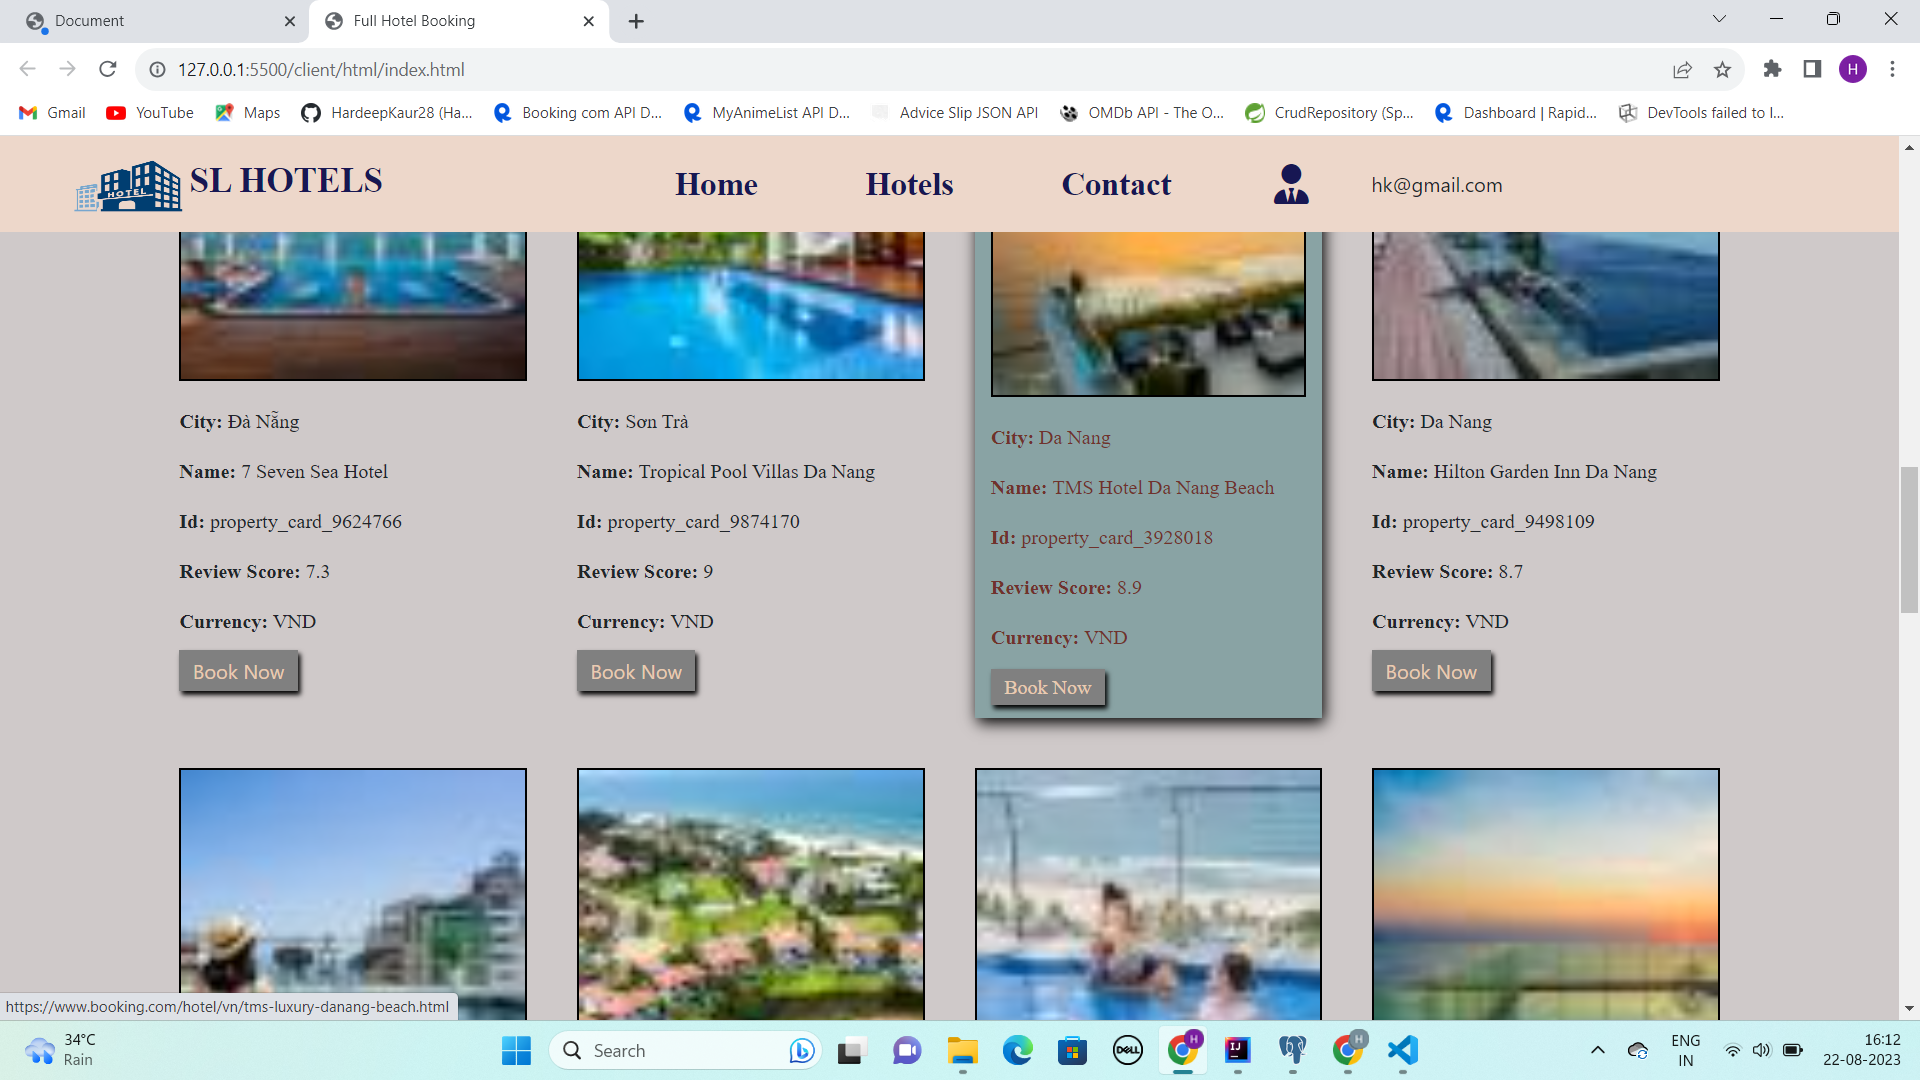 Document
Full Hotel Booking
127.0.0.1:5500/client/html/index.html
H
Gmail
YouTube
Maps
HardeepKaur28 (Ha...
Booking com API D...
MyAnimeList API D...
Advice Slip JSON API
OMDb API - The O...
CrudRepository (Sp...
Dashboard | Rapid...
DevTools failed to l...
HOTEL
SL HOTELS
Home
Hotels
Contact
hk@gmail.com
City: Đà Nẵng
Name: 7 Seven Sea Hotel
Id: property_card_9624766
Review Score: 7.3
Currency: VND
Book Now
City: Sơn Trà
Name: Tropical Pool Villas Da Nang
Id: property_card_9874170
Review Score: 9
Currency: VND
Book Now
City: Da Nang
Name: TMS Hotel Da Nang Beach
Id: property_card_3928018
Review Score: 8.9
Currency: VND
Book Now
City: Da Nang
Name: Hilton Garden Inn Da Nang
Id: property_card_9498109
Review Score: 8.7
Currency: VND
Book Now
https://www.booking.com/hotel/vn/tms-luxury-danang-beach.html
34°C
Rain
Search
DELL
H
IJ
H
ENG
IN
16:12
22-08-2023